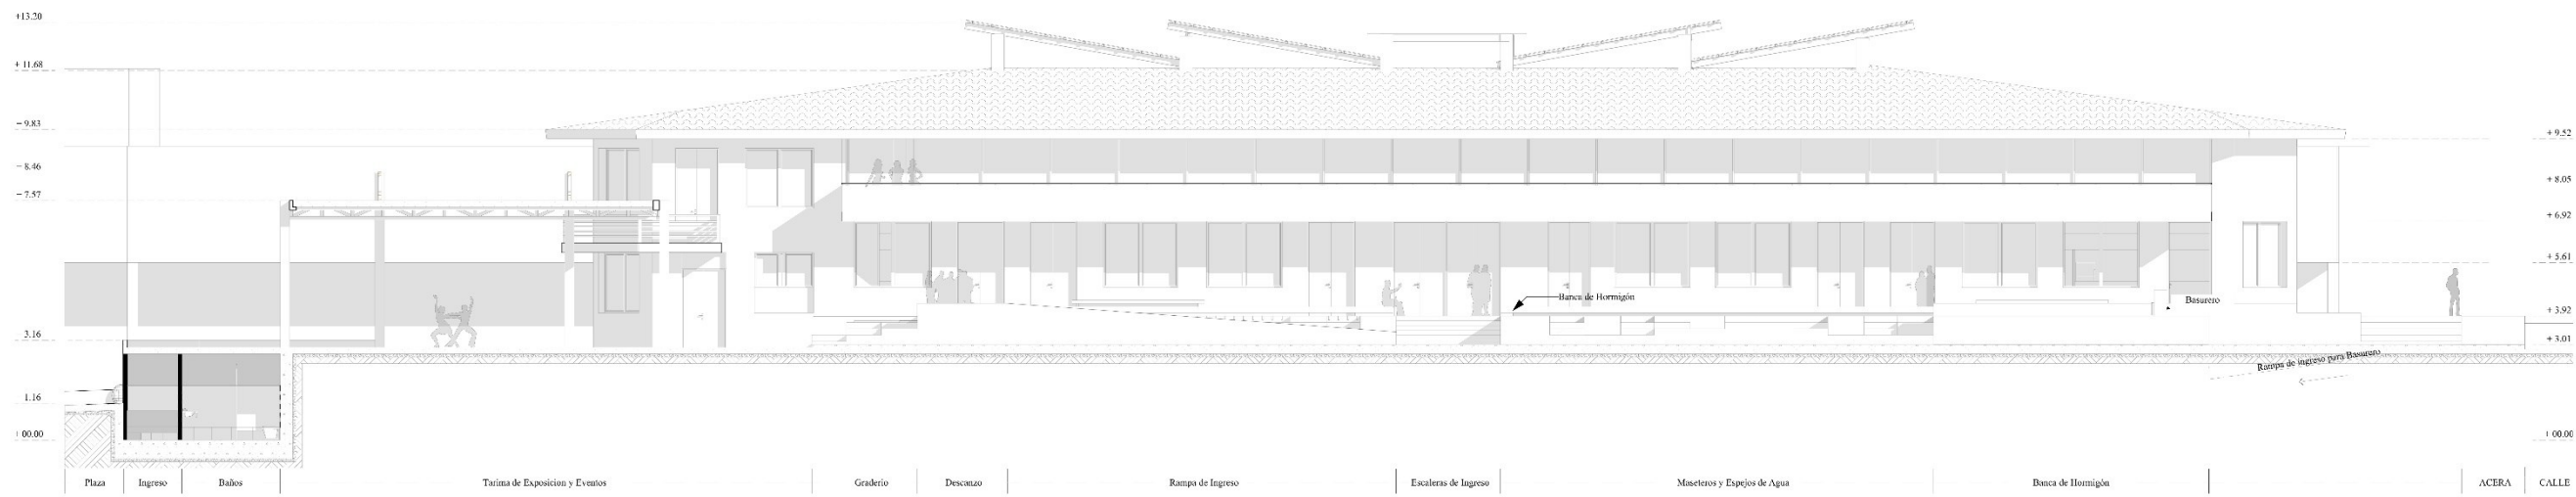 +13.20
+ 11.68
- 9.83
+ 9.52
- 8.46
- 7.57
+ 8.05
+ 6.92
+ 5.61
Banca de Hormigón
Basurero
3.16
+ 3.92
+ 3.01
Rampa de ingreso para Basurero
1.16
+ 00.00
+ 00.00
Plaza
Ingreso
Baños
Tarima de Exposicion y Eventos
Graderío
Descanzo
Rampa de Ingreso
Escaleras de Ingreso
Maseteros y Espejos de Agua
Banca de Hormigón
ACERA
CALLE